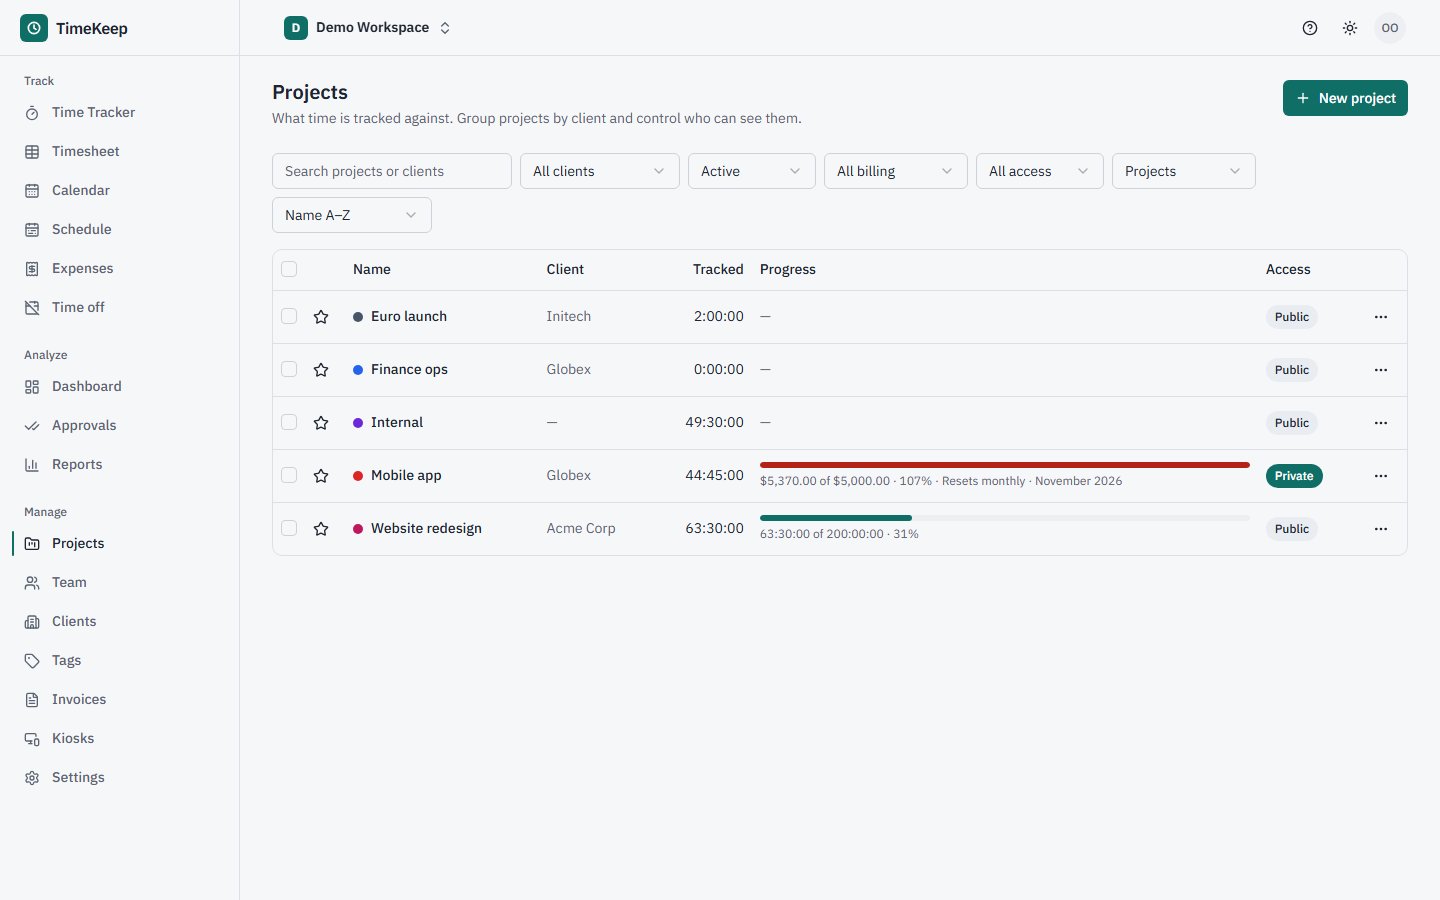 TimeKeep
D Demo Workspace
OO
Track
Time Tracker
Timesheet
Calendar
Schedule
Expenses
Time off
Analyze
Dashboard
Approvals
Reports
Manage
Projects
Team
Clients
Tags
Invoices
Kiosks
Settings
Projects
What time is tracked against. Group projects by client and control who can see them.
New project
Search projects or clients All clients Active All billing All access Projects
Name A–Z
Name Client Tracked Progress Access
Euro launch Initech 2:00:00 — Public
Finance ops Globex 0:00:00 — Public
Internal — 49:30:00 — Public
Mobile app Globex 44:45:00 $5,370.00 of $5,000.00 · 107% · Resets monthly · November 2026 Private
Website redesign Acme Corp 63:30:00 63:30:00 of 200:00:00 · 31% Public